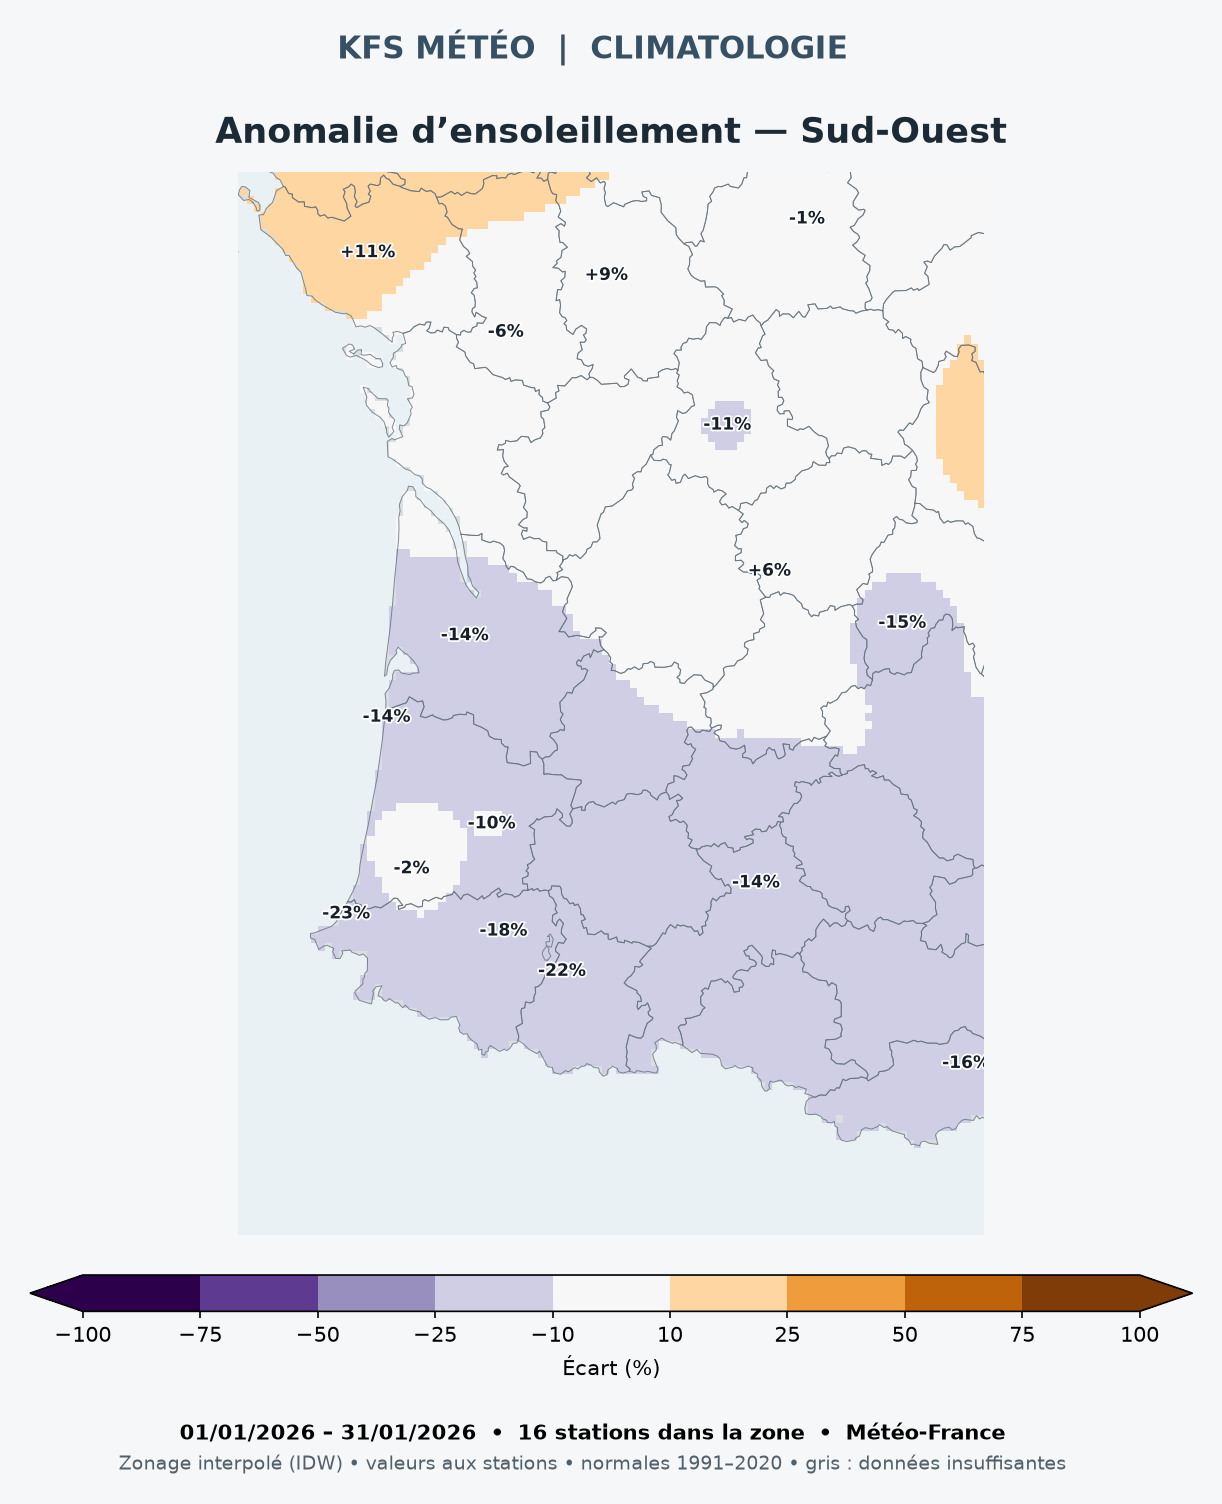 KFS MÉTÉO | CLIMATOLOGIE
Anomalie d’ensoleillement — Sud-Ouest
-1%
+11%
+9%
-6%
-11%
+6%
-15%
-14%
-14%
-10%
-2%
-14%
-23%
-18%
-22%
-16%
−100 −75 −50 −25 −10 10 25 50 75 100
Écart (%)
01/01/2026 – 31/01/2026 • 16 stations dans la zone • Météo-France
Zonage interpolé (IDW) • valeurs aux stations • normales 1991–2020 • gris : données insuffisantes